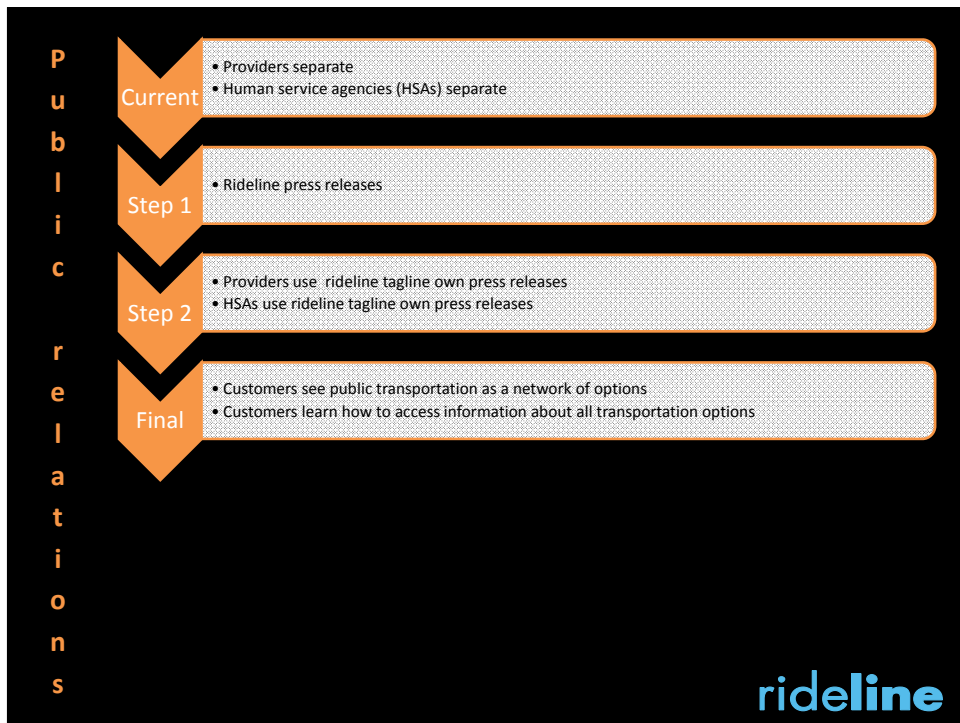 Public relations
Current
• Providers separate
• Human service agencies (HSAs) separate
Step 1
• Rideline press releases
Step 2
• Providers use rideline tagline own press releases
• HSAs use rideline tagline own press releases
Final
• Customers see public transportation as a network of options
• Customers learn how to access information about all transportation options
rideline